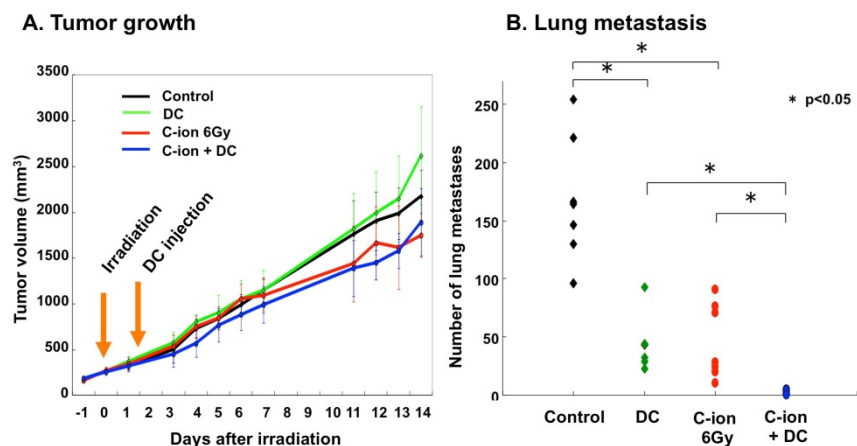 A. Tumor growth
3500
3000
2500
2000
1500
1000
500
0
Tumor volume (mm³)
Control
DC
C-ion 6Gy
C-ion + DC
Irradiation
DC injection
-1 0 1 2 3 4 5 6 7 11 12 13 14
Days after irradiation
B. Lung metastasis
* p<0.05
*
*
*
*
250
200
150
100
50
0
Number of lung metastases
Control DC C-ion 6Gy C-ion + DC